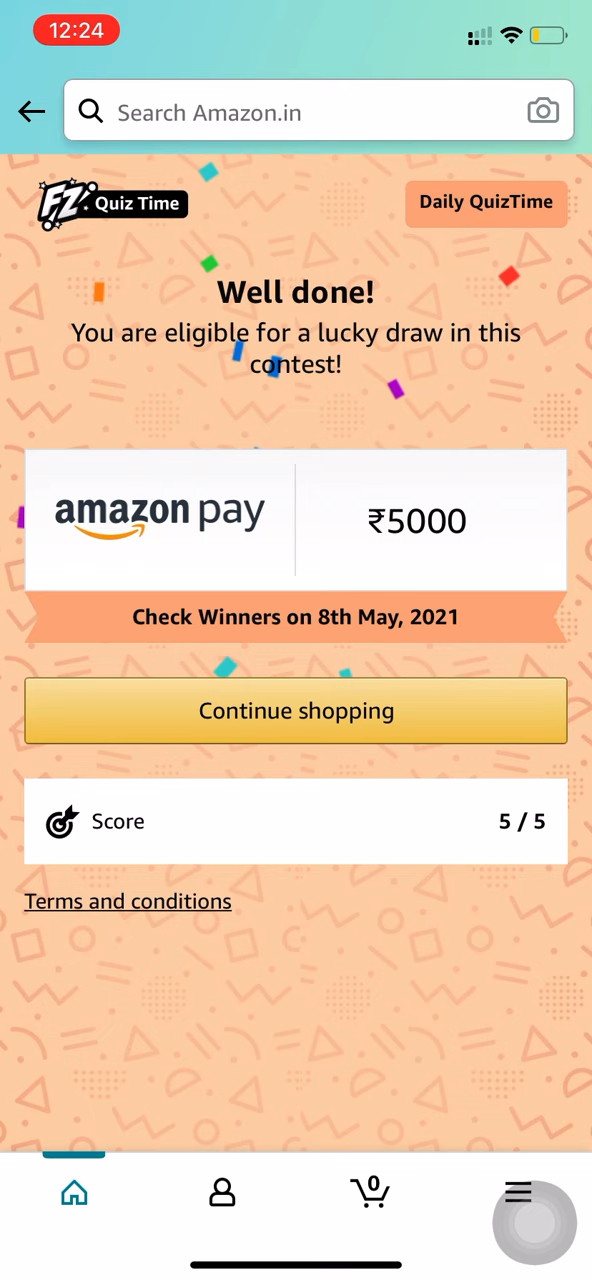 12:24
Search Amazon.in
FZ Quiz Time
Daily QuizTime
Well done!
You are eligible for a lucky draw in this
contest!
amazon pay
₹5000
Check Winners on 8th May, 2021
Continue shopping
Score
5 / 5
Terms and conditions
0